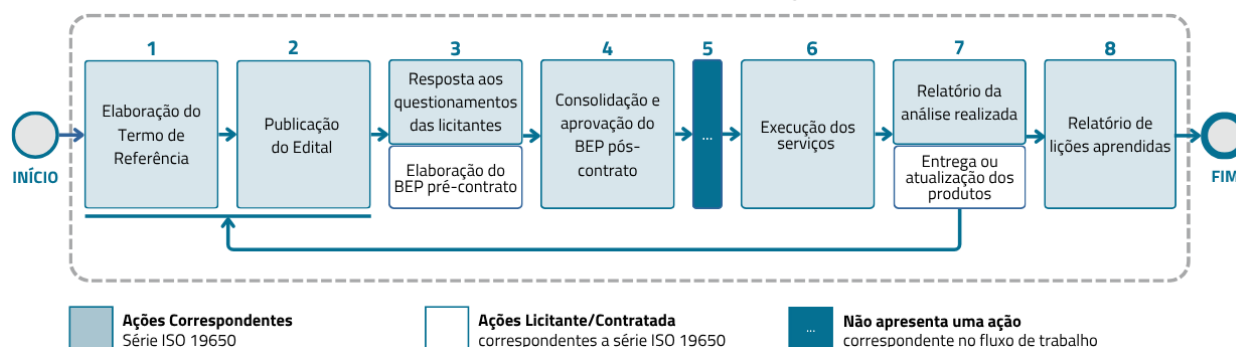 1
2
3
4
5
6
7
8
INÍCIO
Elaboração do
Termo de
Referência
Publicação
do Edital
Resposta aos
questionamentos
das licitantes
Elaboração do
BEP pré-contrato
Consolidação e
aprovação do
BEP pós-
contrato
...
Execução dos
serviços
Relatório da
análise realizada
Entrega ou
atualização dos
produtos
Relatório de
lições aprendidas
FIM
Ações Correspondentes
Série ISO 19650
Ações Licitante/Contratada
correspondentes a série ISO 19650
...
Não apresenta uma ação
correspondente no fluxo de trabalho